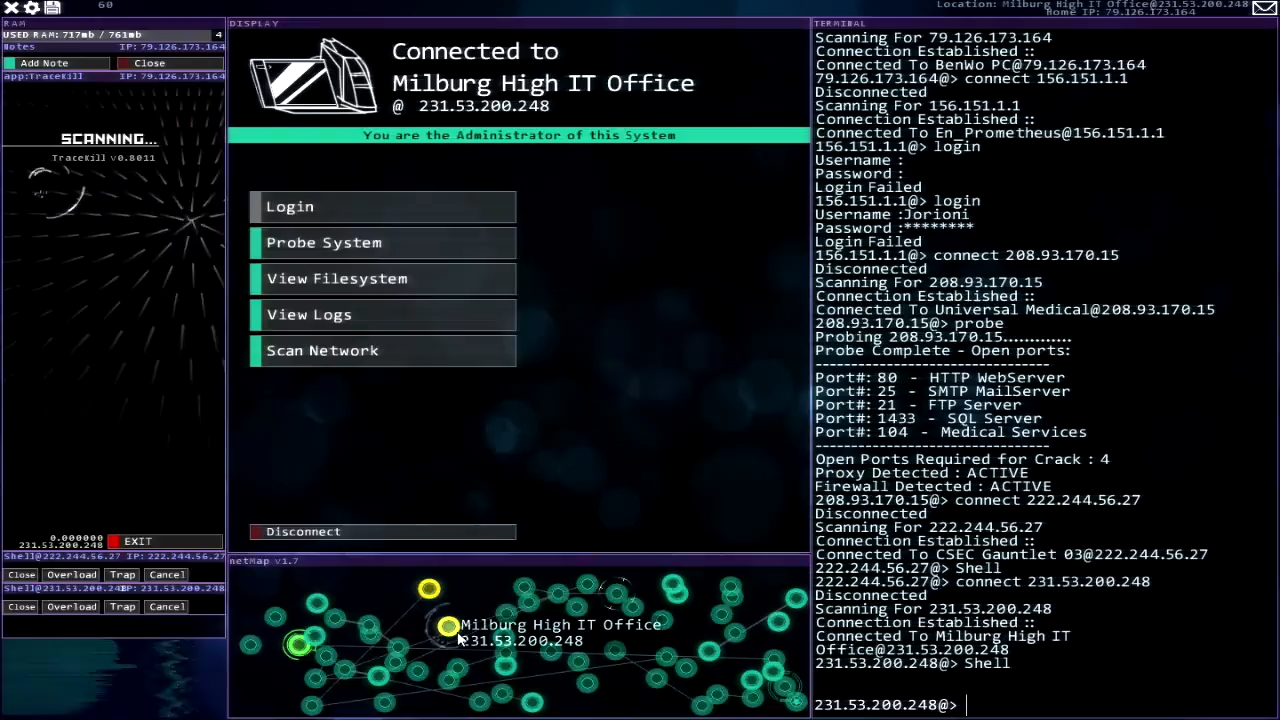 60
Location: Milburg High IT Office@231.53.200.248
Home IP: 79.126.173.164
RAM
USED RAM: 717mb / 761mb 4
Notes IP: 79.126.173.164
Add Note Close
app:TraceKill IP: 79.126.173.164
SCANNING...
TraceKill v0.8011
0.000000
231.53.200.248
EXIT
Shell@222.244.56.27 IP: 222.244.56.27
Close Overload Trap Cancel
Shell@231.53.200.248 IP: 231.53.200.248
Close Overload Trap Cancel
DISPLAY
Connected to
Milburg High IT Office
@ 231.53.200.248
You are the Administrator of this System
Login
Probe System
View Filesystem
View Logs
Scan Network
Disconnect
netMap v1.7
Milburg High IT Office
231.53.200.248
TERMINAL
Scanning For 79.126.173.164
Connection Established ::
Connected To BenWo PC@79.126.173.164
79.126.173.164@> connect 156.151.1.1
Disconnected
Scanning For 156.151.1.1
Connection Established ::
Connected To En_Prometheus@156.151.1.1
156.151.1.1@> login
Username :
Password :
Login Failed
156.151.1.1@> login
Username :Jorioni
Password :********
Login Failed
156.151.1.1@> connect 208.93.170.15
Disconnected
Scanning For 208.93.170.15
Connection Established ::
Connected To Universal Medical@208.93.170.15
208.93.170.15@> probe
Probing 208.93.170.15.............
Probe Complete - Open ports:
---------------------------------
Port#: 80 - HTTP WebServer
Port#: 25 - SMTP MailServer
Port#: 21 - FTP Server
Port#: 1433 - SQL Server
Port#: 104 - Medical Services
---------------------------------
Open Ports Required for Crack : 4
Proxy Detected : ACTIVE
Firewall Detected : ACTIVE
208.93.170.15@> connect 222.244.56.27
Disconnected
Scanning For 222.244.56.27
Connection Established ::
Connected To CSEC Gauntlet 03@222.244.56.27
222.244.56.27@> Shell
222.244.56.27@> connect 231.53.200.248
Disconnected
Scanning For 231.53.200.248
Connection Established ::
Connected To Milburg High IT
Office@231.53.200.248
231.53.200.248@> Shell
231.53.200.248@>